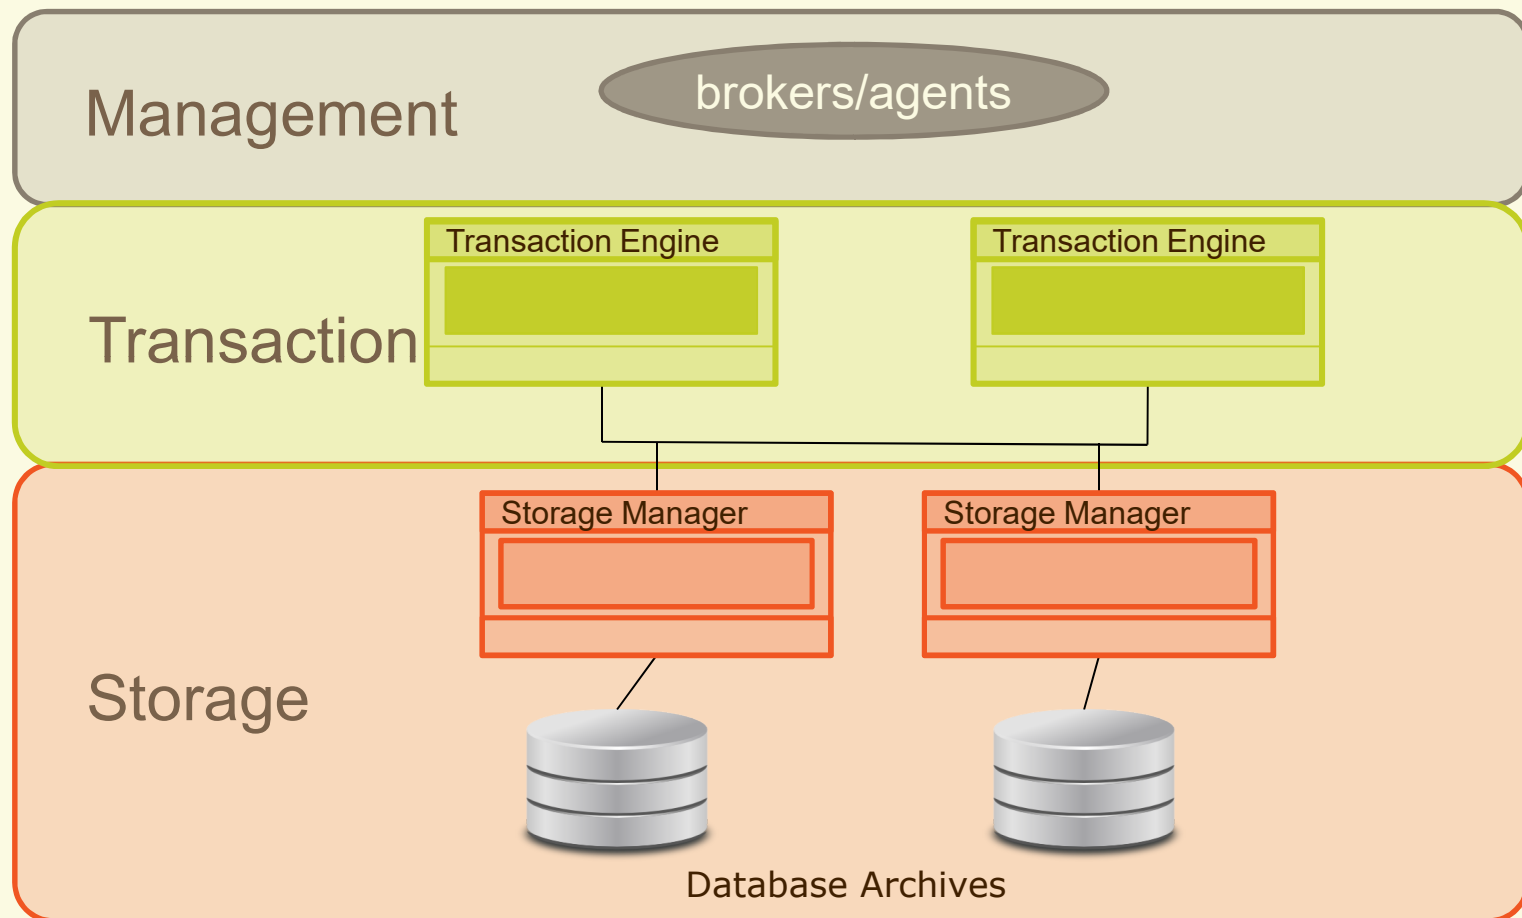 Management
brokers/agents
Transaction Engine
Transaction Engine
Transaction
Storage Manager
Storage Manager
Storage
Database Archives